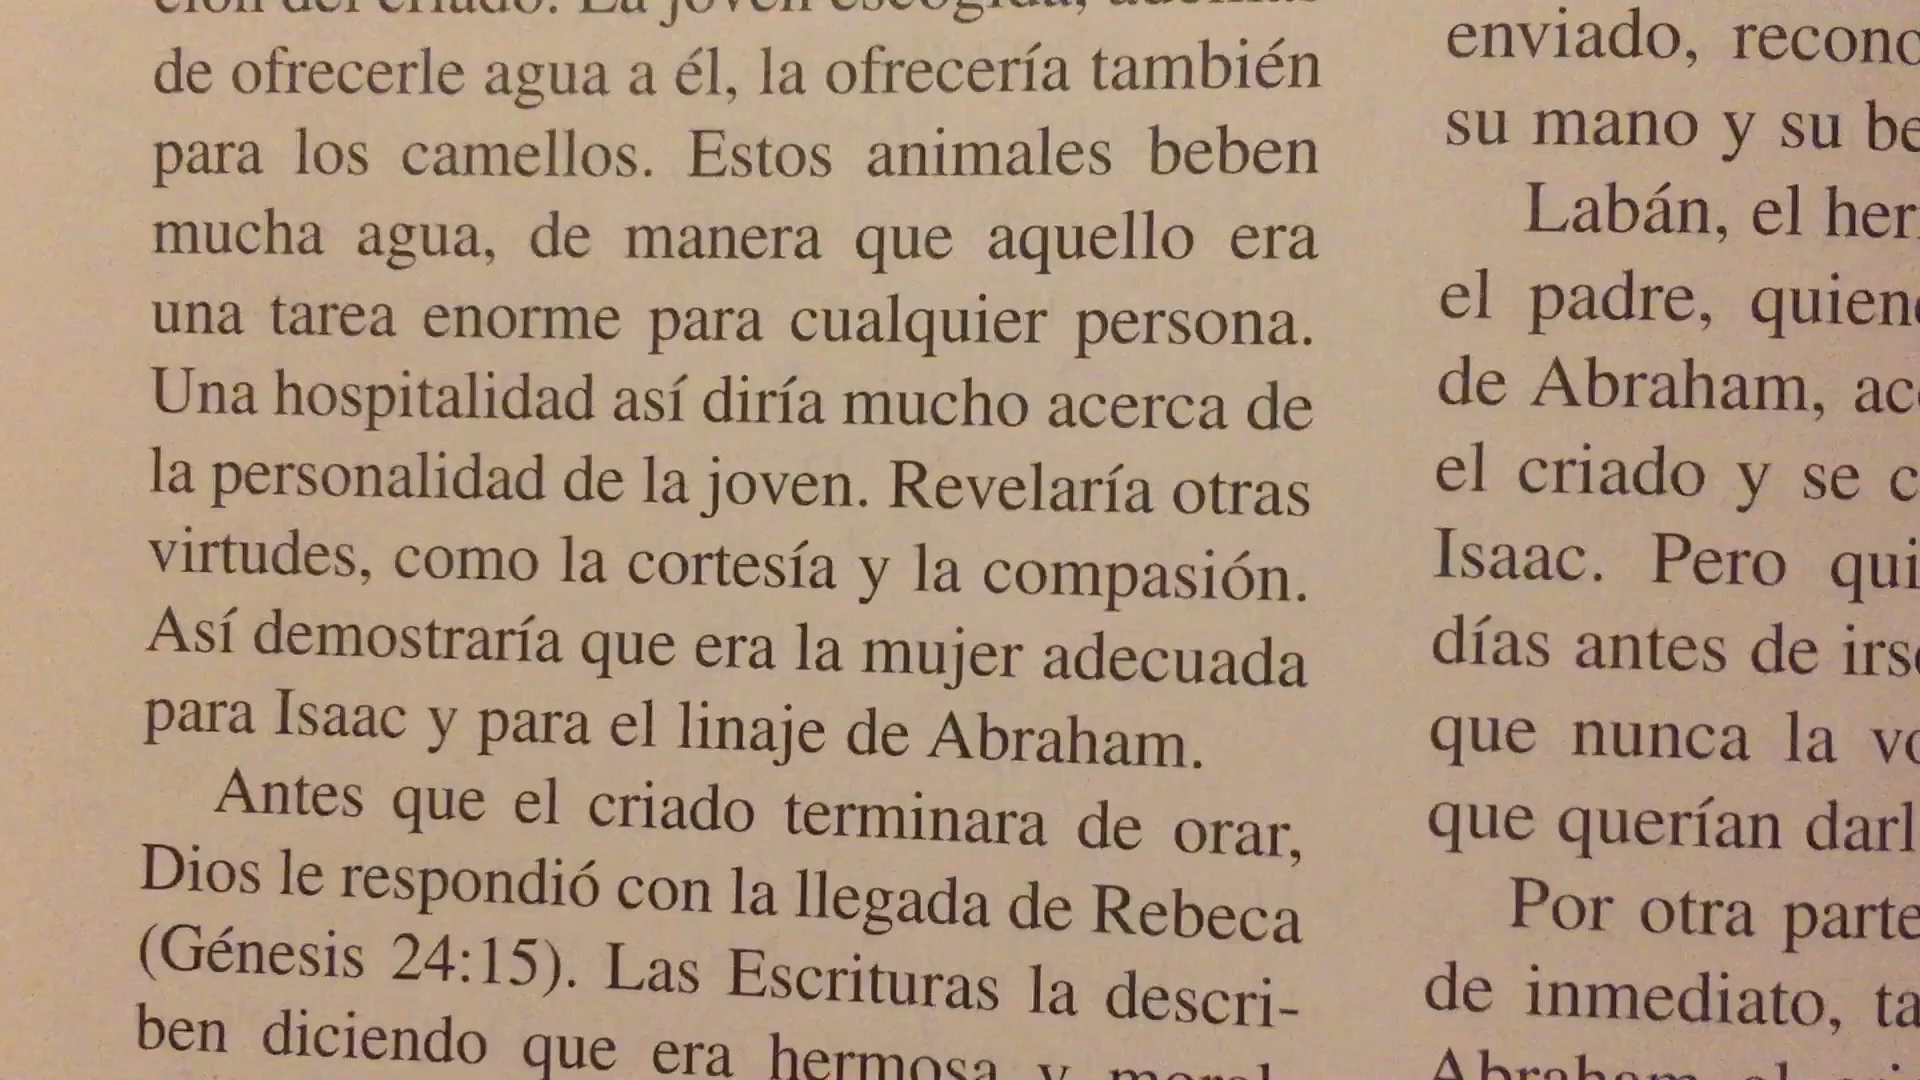 de ofrecerle agua a él, la ofrecería también
para los camellos. Estos animales beben
mucha agua, de manera que aquello era
una tarea enorme para cualquier persona.
Una hospitalidad así diría mucho acerca de
la personalidad de la joven. Revelaría otras
virtudes, como la cortesía y la compasión.
Así demostraría que era la mujer adecuada
para Isaac y para el linaje de Abraham.
Antes que el criado terminara de orar,
Dios le respondió con la llegada de Rebeca
(Génesis 24:15). Las Escrituras la descri-
ben diciendo que era hermosa y
enviado,
su mano y su
Labán, el
el padre,
de Abraham,
el criado y se
Isaac. Pero
días antes de
que nunca la
que querían
Por otra parte
de inmediato,